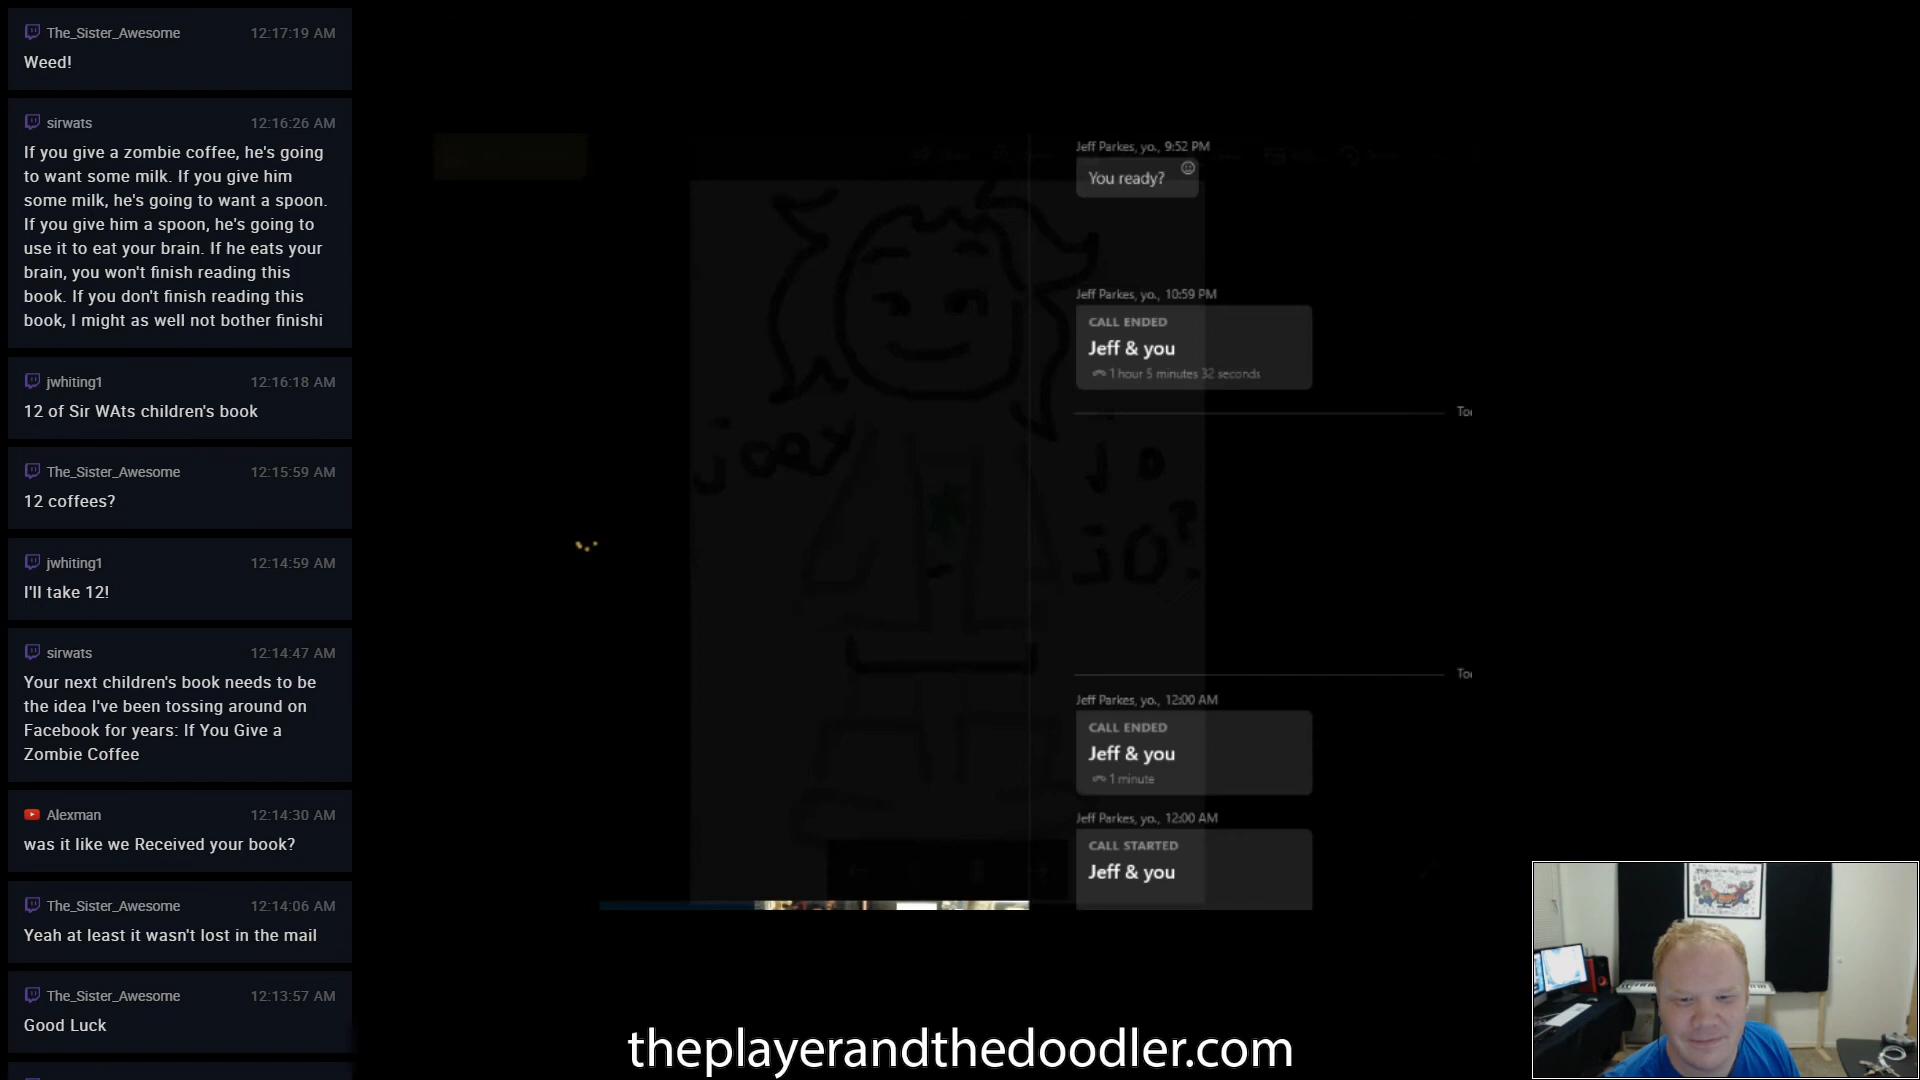 The_Sister_Awesome 12:17:19 AM
Weed!
sirwats 12:16:26 AM
If you give a zombie coffee, he's going
to want some milk. If you give him
some milk, he's going to want a spoon.
If you give him a spoon, he's going to
use it to eat your brain. If he eats your
brain, you won't finish reading this
book. If you don't finish reading this
book, I might as well not bother finishi
jwhiting1 12:16:18 AM
12 of Sir WAts children's book
The_Sister_Awesome 12:15:59 AM
12 coffees?
jwhiting1 12:14:59 AM
I'll take 12!
sirwats 12:14:47 AM
Your next children's book needs to be
the idea I've been tossing around on
Facebook for years: If You Give a
Zombie Coffee
Alexman 12:14:30 AM
was it like we Received your book?
The_Sister_Awesome 12:14:06 AM
Yeah at least it wasn't lost in the mail
The_Sister_Awesome 12:13:57 AM
Good Luck
Jeff Parkes, yo., 9:52 PM
You ready?
Jeff Parkes, yo., 10:59 PM
CALL ENDED
Jeff & you
1 hour 5 minutes 32 seconds
joey
jo
jo?
Jeff Parkes, yo., 12:00 AM
CALL ENDED
Jeff & you
1 minute
Jeff Parkes, yo., 12:00 AM
CALL STARTED
Jeff & you
theplayerandthedoodler.com